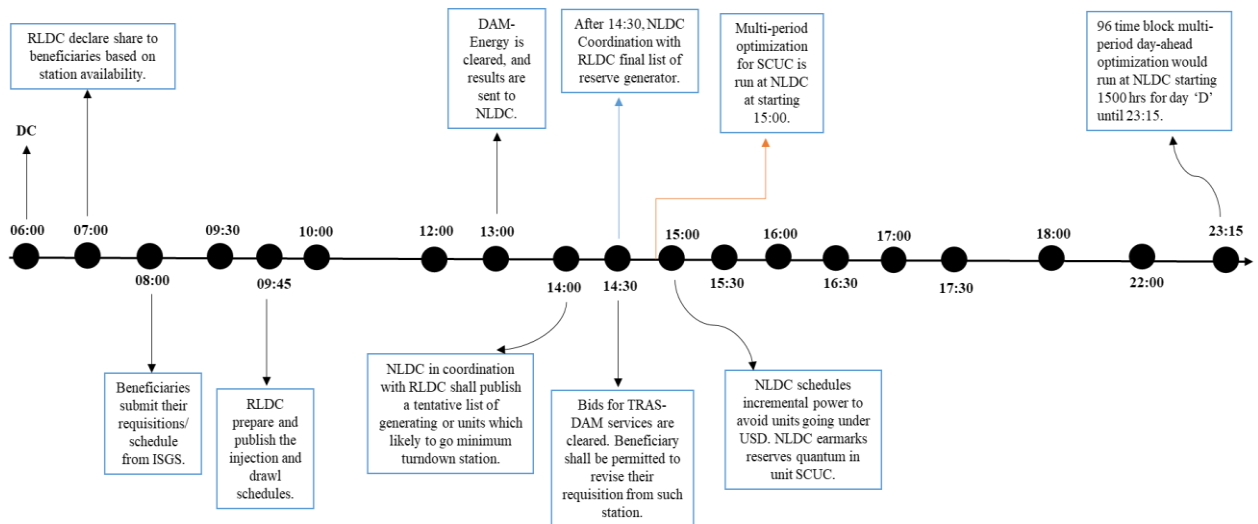 RLDC declare share to
beneficiaries based on
station availability.
DAM-
Energy is
cleared, and
results are
sent to
NLDC.
After 14:30, NLDC
Coordination with
RLDC final list of
reserve generator.
Multi-period
optimization
for SCUC is
run at NLDC
at starting
15:00.
96 time block multi-
period day-ahead
optimization would
run at NLDC starting
1500 hrs for day ‘D’
until 23:15.
DC
06:00
07:00
09:30
10:00
12:00
13:00
15:00
16:00
17:00
18:00
23:15
08:00
09:45
14:00
14:30
15:30
16:30
17:30
22:00
Beneficiaries
submit their
requisitions/
schedule
from ISGS.
RLDC
prepare and
publish the
injection and
drawl
schedules.
NLDC in coordination
with RLDC shall publish
a tentative list of
generating or units which
likely to go minimum
turndown station.
Bids for TRAS-
DAM services are
cleared. Beneficiary
shall be permitted to
revise their
requisition from such
station.
NLDC schedules
incremental power to
avoid units going under
USD. NLDC earmarks
reserves quantum in
unit SCUC.